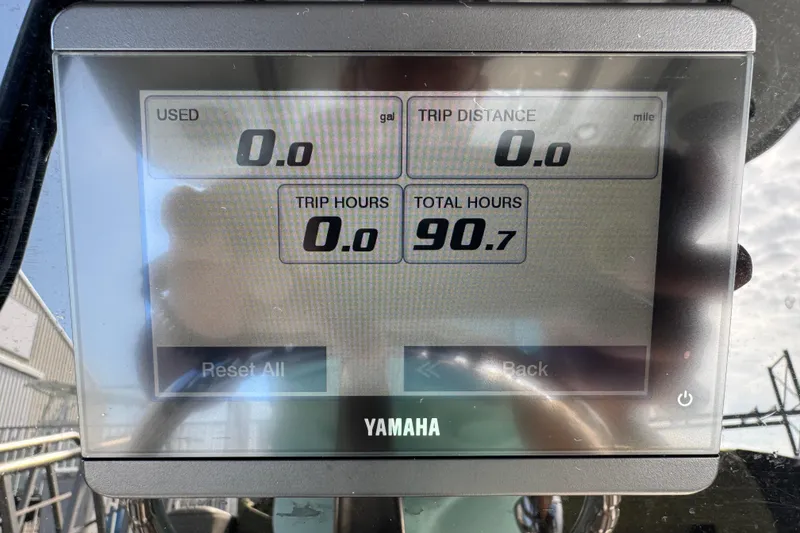 USED gal TRIP DISTANCE mile
0.0 0.0
TRIP HOURS TOTAL HOURS
0.0 90.7
Reset All Back
YAMAHA